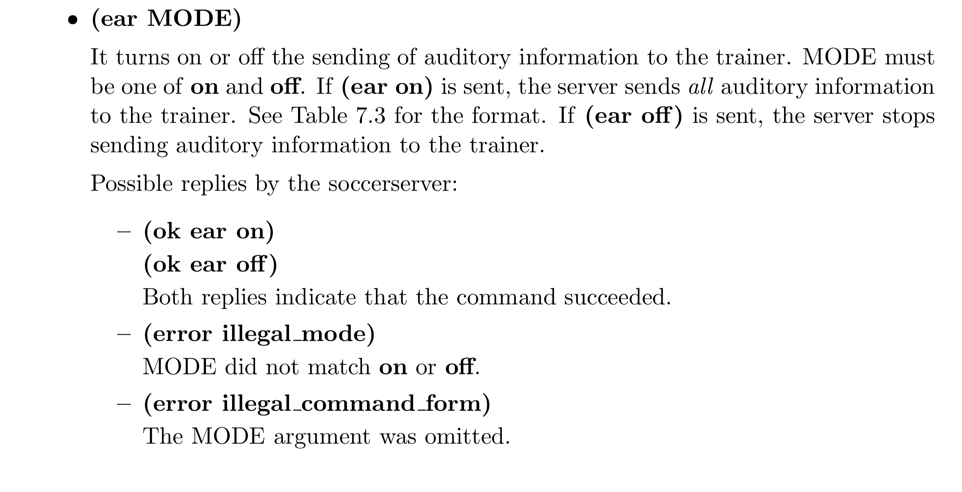 • (ear MODE)
It turns on or off the sending of auditory information to the trainer. MODE must
be one of on and off. If (ear on) is sent, the server sends all auditory information
to the trainer. See Table 7.3 for the format. If (ear off) is sent, the server stops
sending auditory information to the trainer.
Possible replies by the soccerserver:
– (ok ear on)
(ok ear off)
Both replies indicate that the command succeeded.
– (error illegal_mode)
MODE did not match on or off.
– (error illegal_command_form)
The MODE argument was omitted.